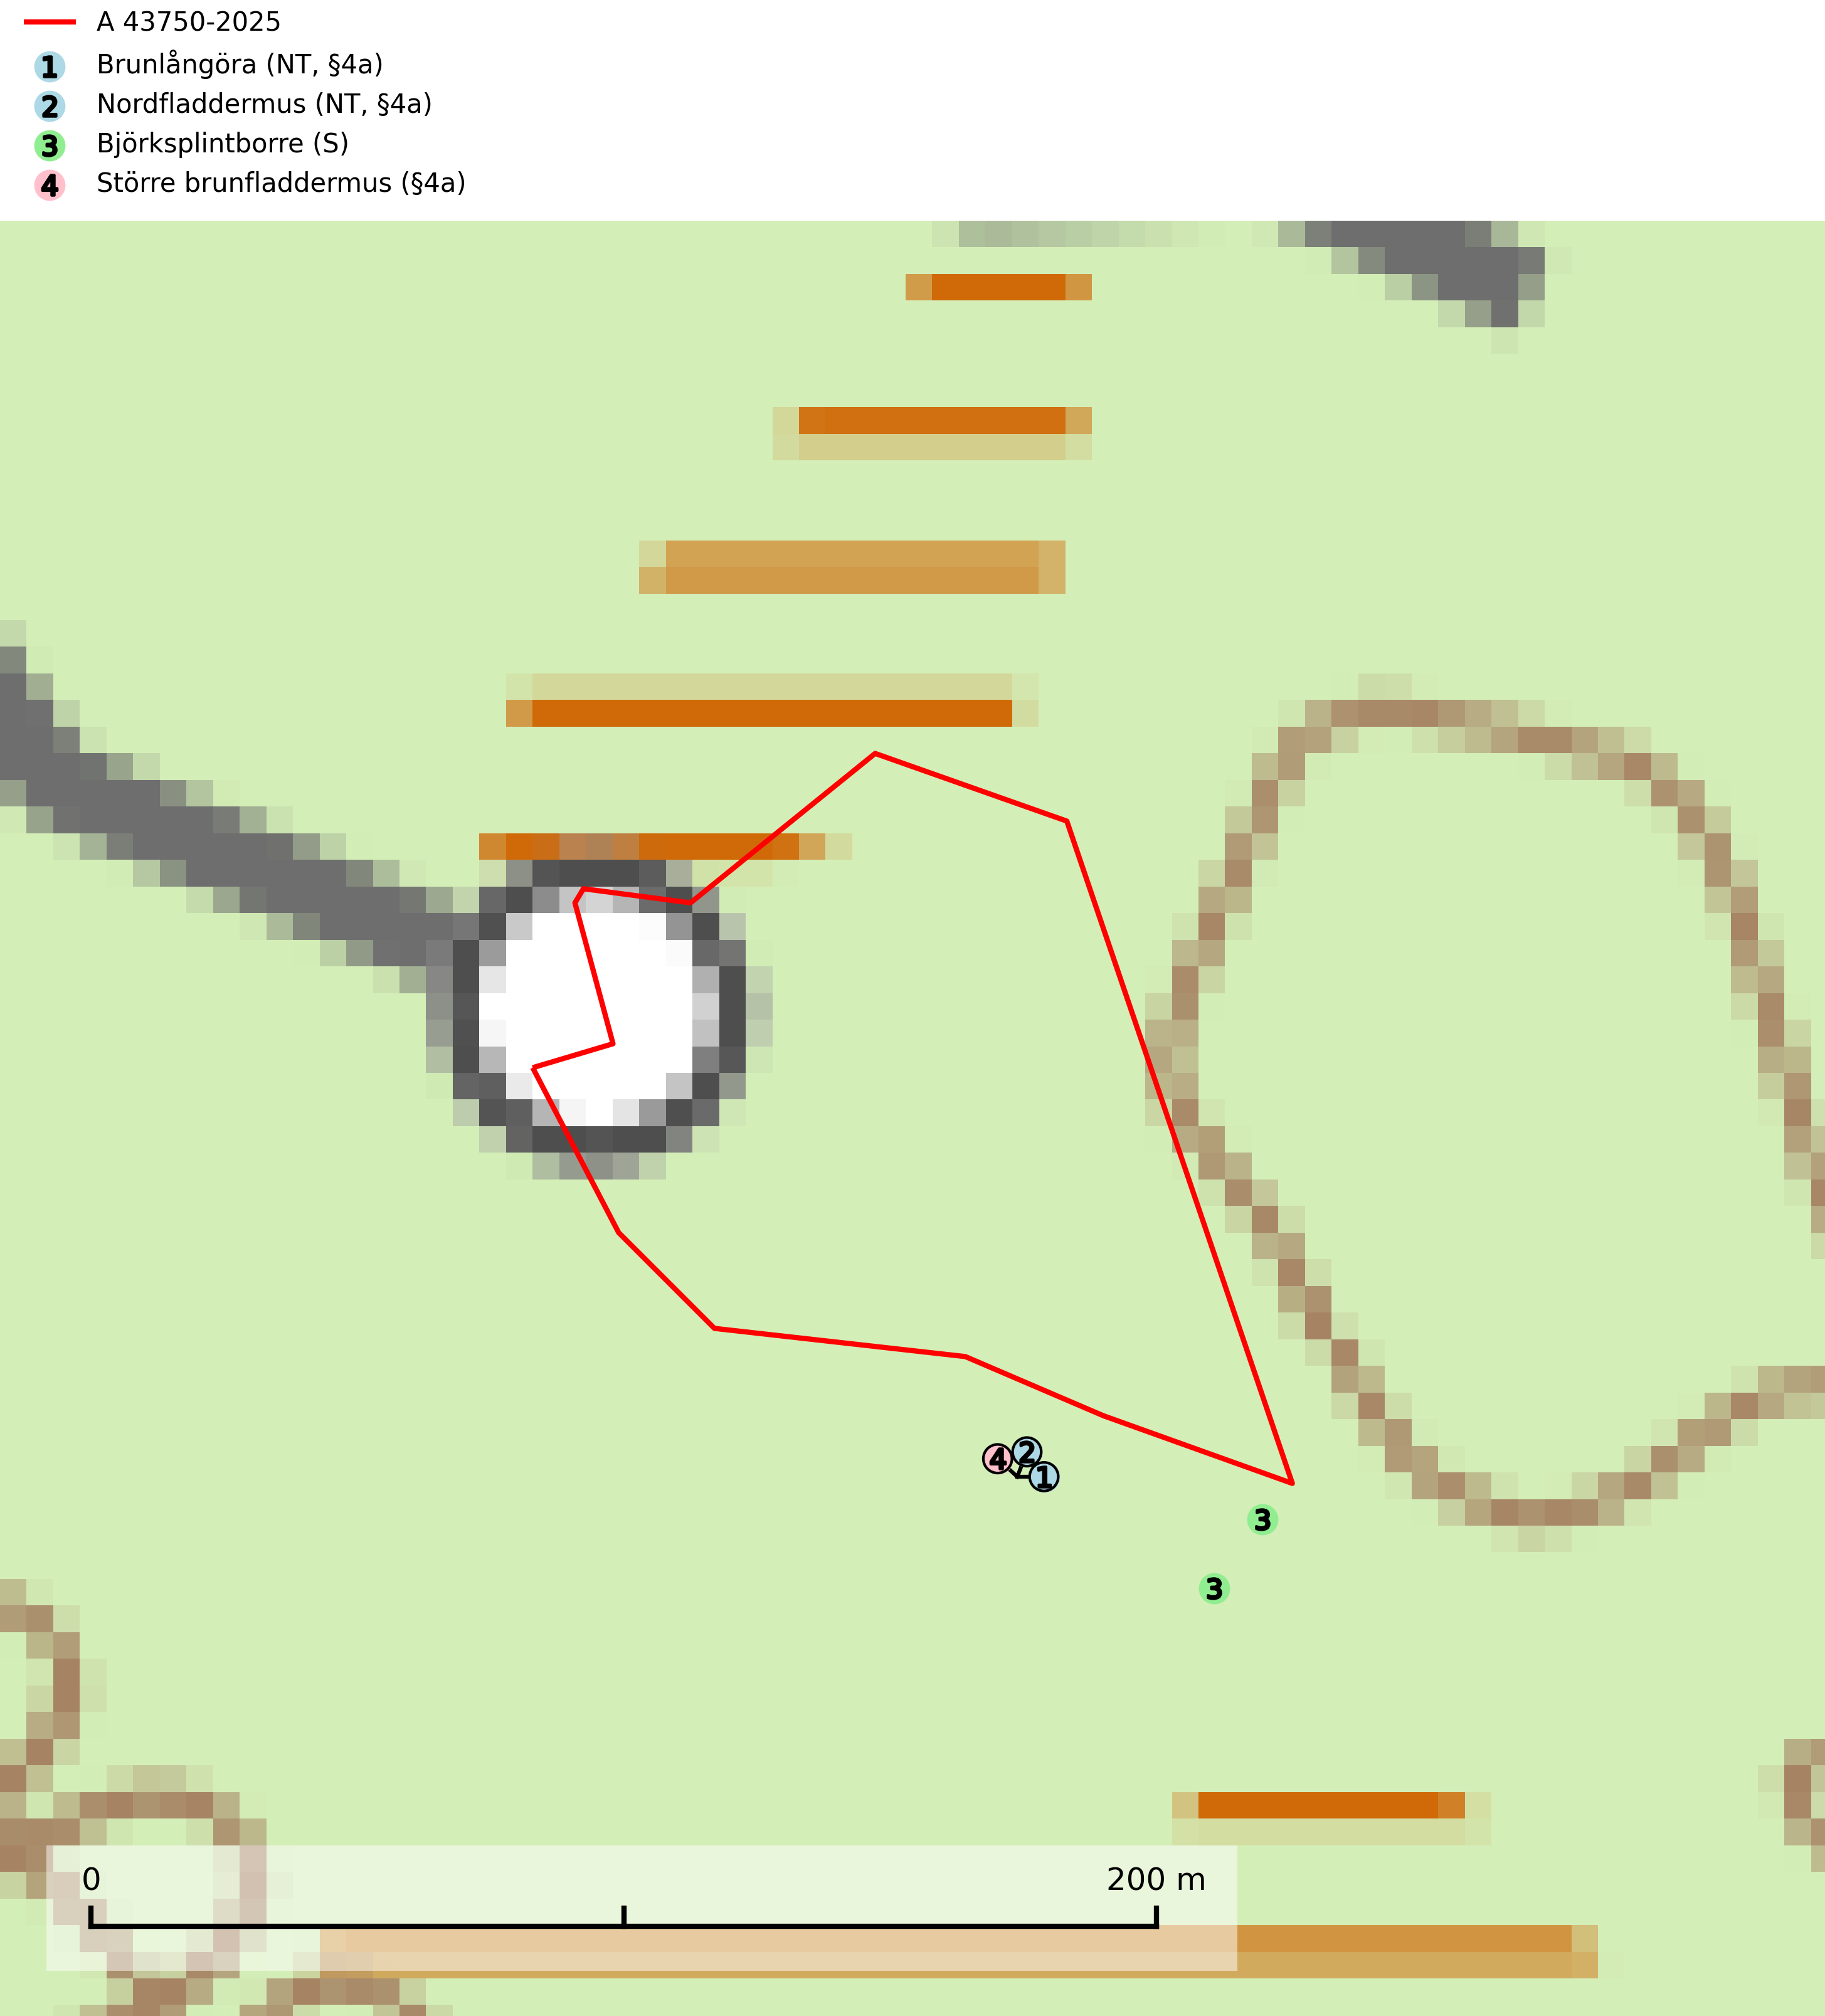 A 43750-2025
1 Brunlångöra (NT, §4a)
2 Nordfladdermus (NT, §4a)
3 Björksplintborre (S)
4 Större brunfladdermus (§4a)
4 2
1
3
3
0 200 m